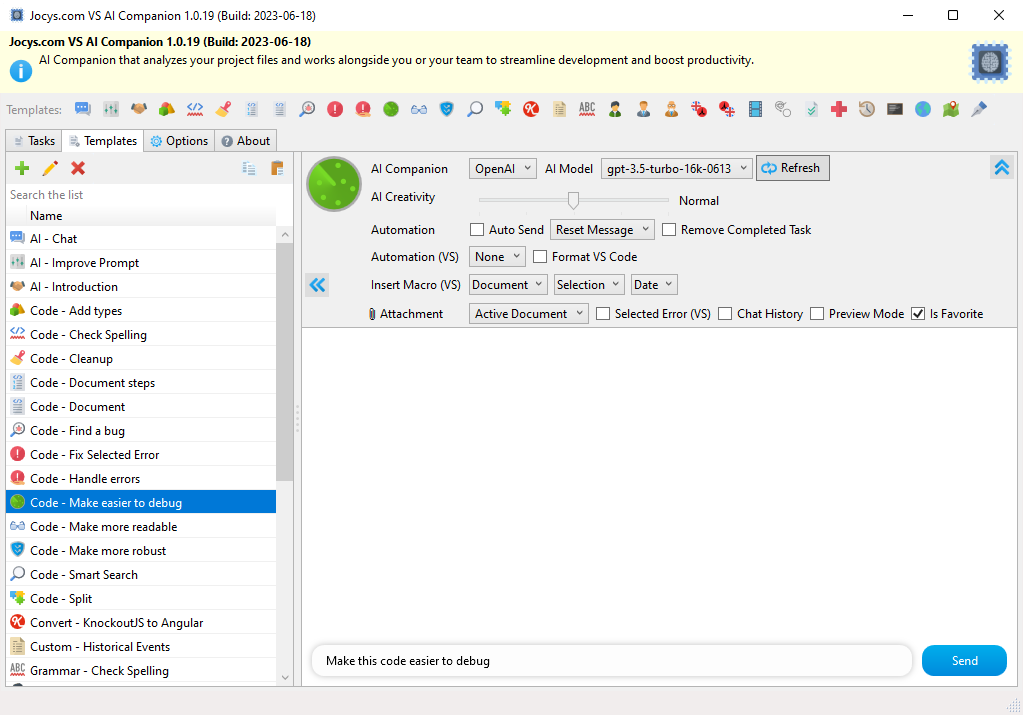 Jocys.com VS AI Companion 1.0.19 (Build: 2023-06-18)
Jocys.com VS AI Companion 1.0.19 (Build: 2023-06-18)
AI Companion that analyzes your project files and works alongside you or your team to streamline development and boost productivity.
Templates:
ABC
Tasks Templates Options About
Search the list
Name
AI - Chat
AI - Improve Prompt
AI - Introduction
Code - Add types
Code - Check Spelling
Code - Cleanup
Code - Document steps
Code - Document
Code - Find a bug
Code - Fix Selected Error
Code - Handle errors
Code - Make easier to debug
Code - Make more readable
Code - Make more robust
Code - Smart Search
Code - Split
Convert - KnockoutJS to Angular
Custom - Historical Events
ABC Grammar - Check Spelling
AI Companion OpenAI AI Model gpt-3.5-turbo-16k-0613 Refresh
AI Creativity Normal
Automation Auto Send Reset Message Remove Completed Task
Automation (VS) None Format VS Code
Insert Macro (VS) Document Selection Date
Attachment Active Document Selected Error (VS) Chat History Preview Mode Is Favorite
Make this code easier to debug Send